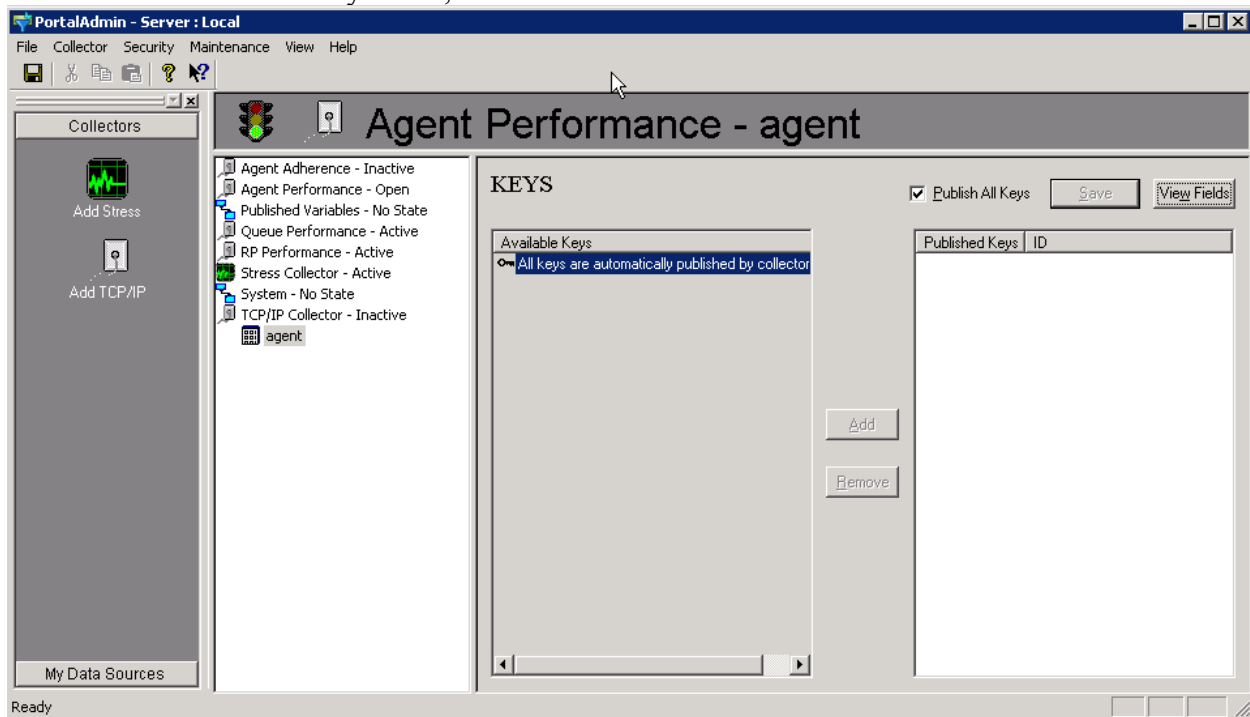 PortalAdmin - Server : Local
File Collector Security Maintenance View Help
Collectors
Add Stress
Add TCP/IP
My Data Sources
Agent Performance - agent
Agent Adherence - Inactive
Agent Performance - Open
Published Variables - No State
Queue Performance - Active
RP Performance - Active
Stress Collector - Active
System - No State
TCP/IP Collector - Inactive
agent
KEYS
Publish All Keys Save View Fields
Available Keys
All keys are automatically published by collector
Add
Remove
Published Keys ID
Ready